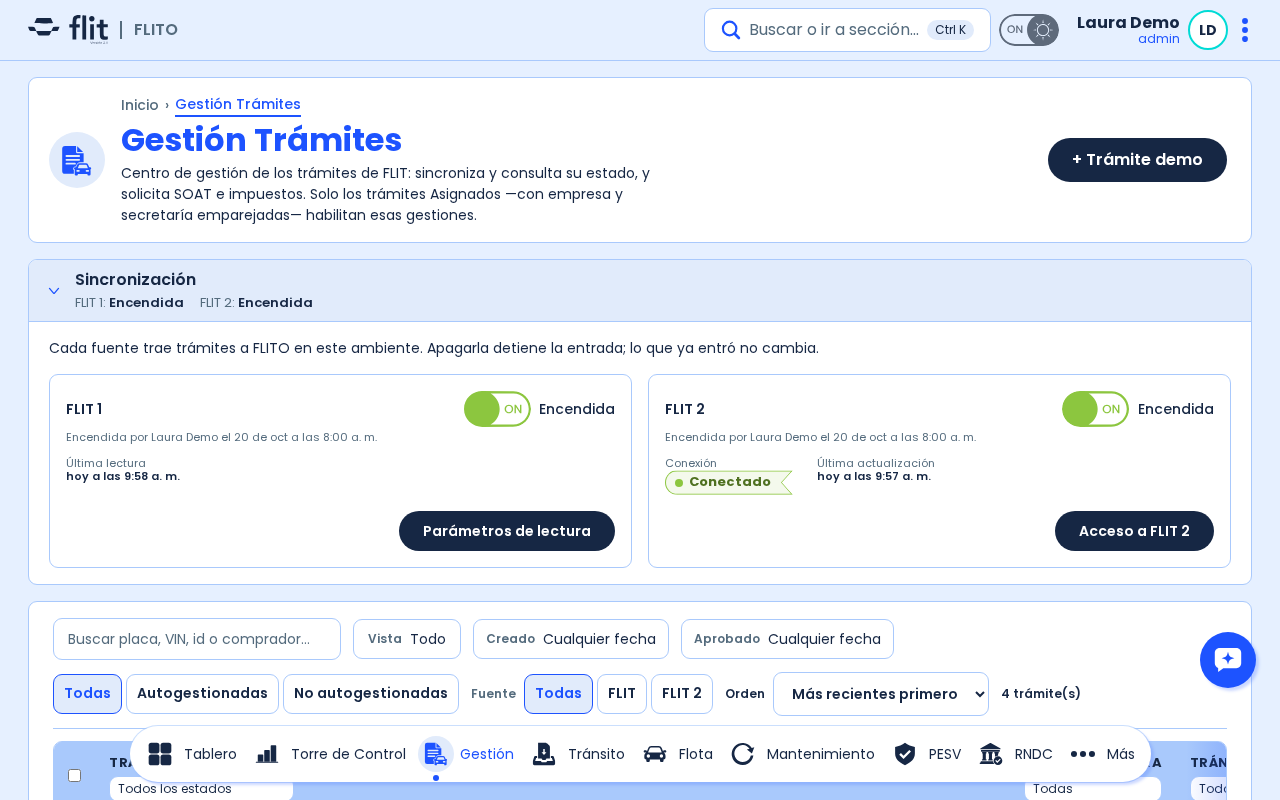 flit FLITO
Buscar o ir a sección... Ctrl K
ON
Laura Demo
admin
LD
Inicio › Gestión Trámites
Gestión Trámites
Centro de gestión de los trámites de FLIT: sincroniza y consulta su estado, y
solicita SOAT e impuestos. Solo los trámites Asignados —con empresa y
secretaría emparejadas— habilitan esas gestiones.
+ Trámite demo
Sincronización
FLIT 1: Encendida FLIT 2: Encendida
Cada fuente trae trámites a FLITO en este ambiente. Apagarla detiene la entrada; lo que ya entró no cambia.
FLIT 1
ON Encendida
Encendida por Laura Demo el 20 de oct a las 8:00 a. m.
Última lectura
hoy a las 9:58 a. m.
Parámetros de lectura
FLIT 2
ON Encendida
Encendida por Laura Demo el 20 de oct a las 8:00 a. m.
Conexión
Conectado
Última actualización
hoy a las 9:57 a. m.
Acceso a FLIT 2
Buscar placa, VIN, id o comprador...
Vista Todo
Creado Cualquier fecha
Aprobado Cualquier fecha
Todas Autogestionadas No autogestionadas Fuente Todas FLIT FLIT 2 Orden Más recientes primero 4 trámite(s)
Tablero Torre de Control Gestión Tránsito Flota Mantenimiento PESV RNDC Más
Todos los estados
Todas